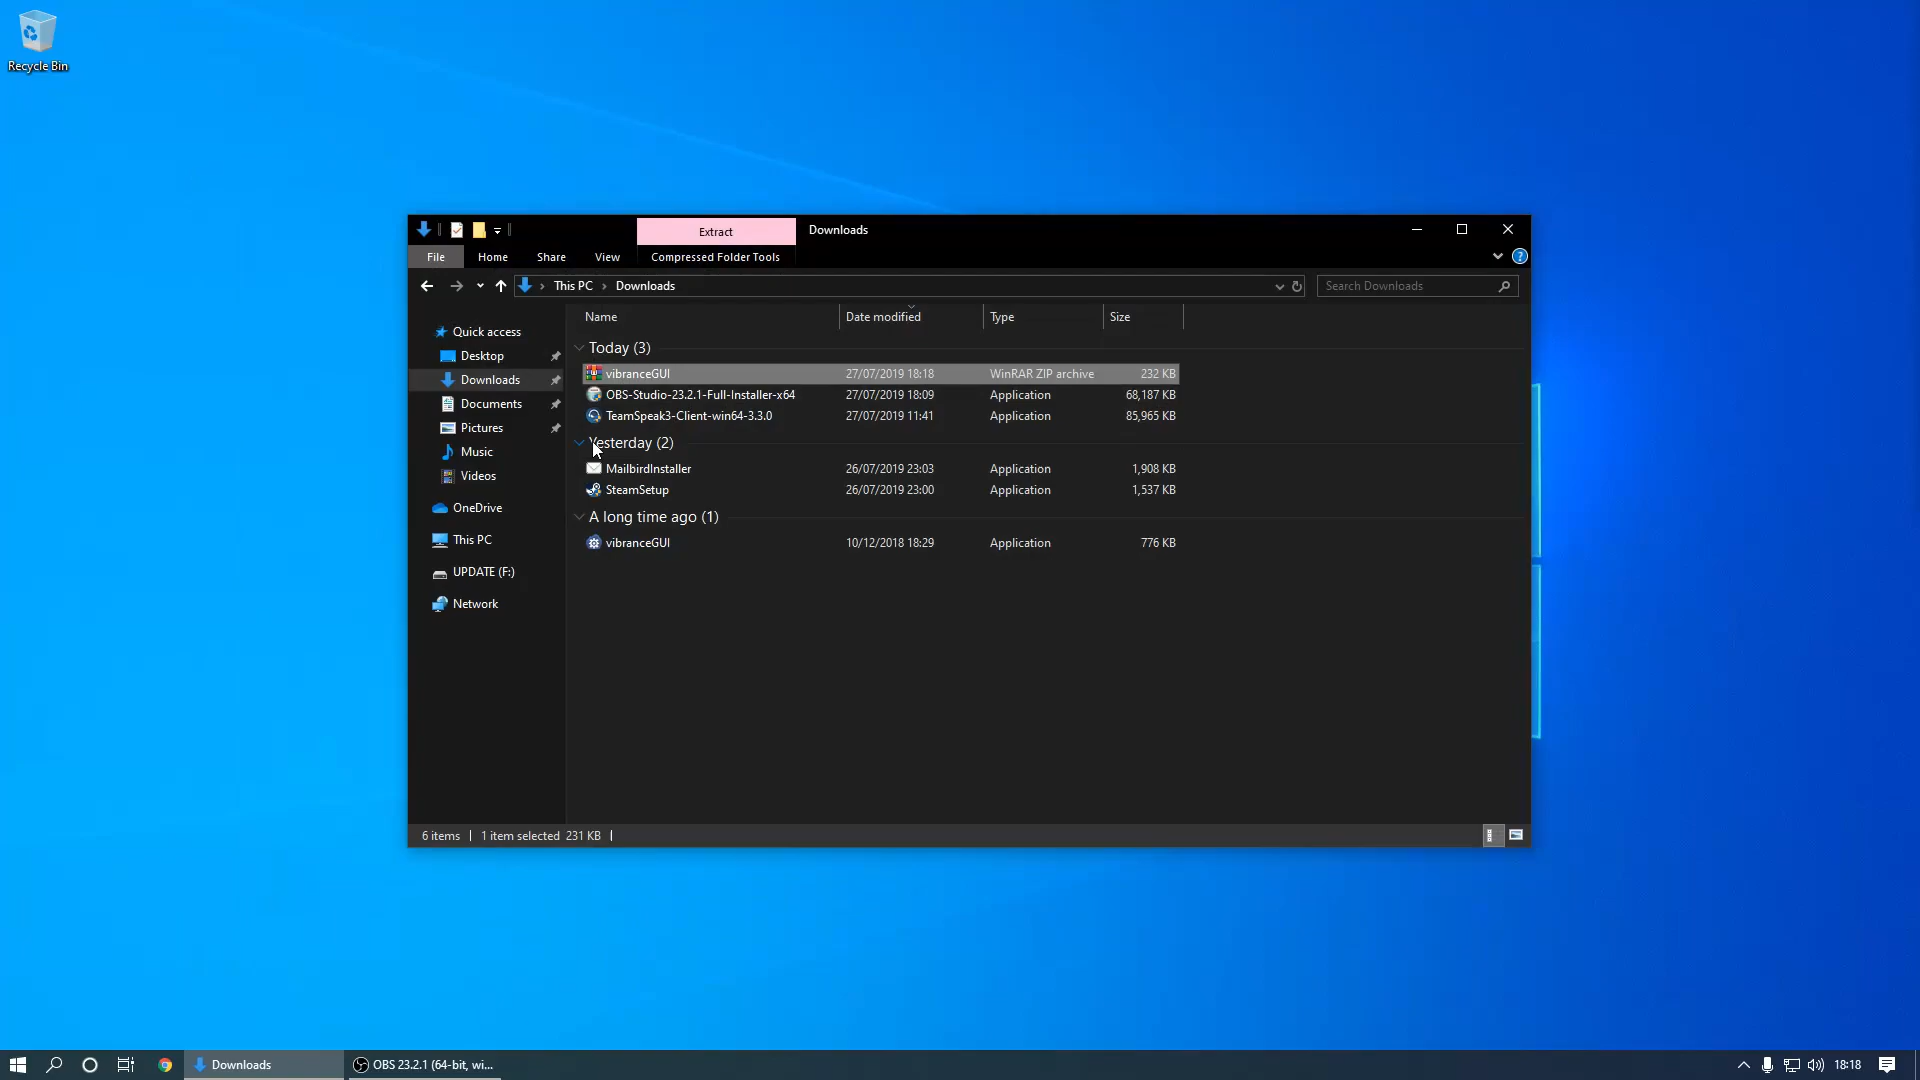 Recycle Bin
Extract
Downloads
File
Home
Share
View
Compressed Folder Tools
This PC
Downloads
Search Downloads
Quick access
Desktop
Downloads
Documents
Pictures
Music
Videos
OneDrive
This PC
UPDATE (F:)
Network
Name
Date modified
Type
Size
Today (3)
vibranceGUI 27/07/2019 18:18 WinRAR ZIP archive 232 KB
OBS-Studio-23.2.1-Full-Installer-x64 27/07/2019 18:09 Application 68,187 KB
TeamSpeak3-Client-win64-3.3.0 27/07/2019 11:41 Application 85,965 KB
Yesterday (2)
MailbirdInstaller 26/07/2019 23:03 Application 1,908 KB
SteamSetup 26/07/2019 23:00 Application 1,537 KB
A long time ago (1)
vibranceGUI 10/12/2018 18:29 Application 776 KB
6 items
1 item selected 231 KB
Downloads
OBS 23.2.1 (64-bit, wi...
18:18